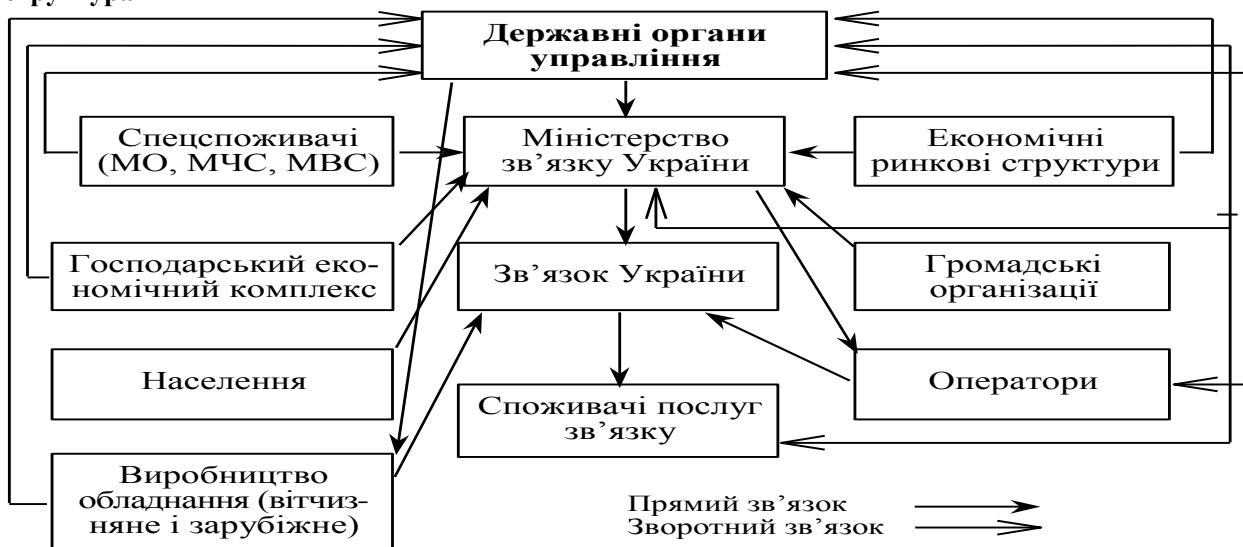 структура
Державні органи
управління
Спецспоживачі
(МО, МЧС, МВС)
Міністерство
зв’язку України
Економічні
ринкові структури
Господарський еко-
номічний комплекс
Зв’язок України
Громадські
організації
Населення
Споживачі послуг
зв’язку
Оператори
Виробництво
обладнання (вітчиз-
няне і зарубіжне)
Прямий зв’язок
Зворотний зв’язок